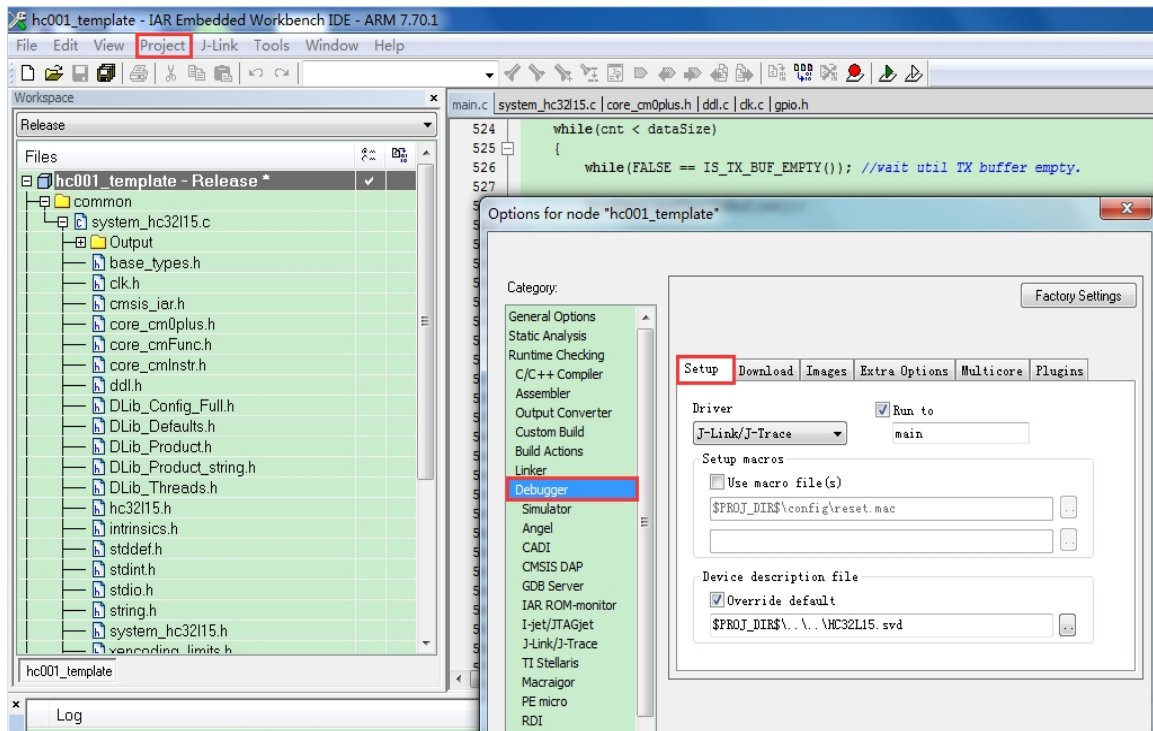 hc001_template - IAR Embedded Workbench IDE - ARM 7.70.1
File Edit View Project J-Link Tools Window Help
Workspace
Release
Files
hc001_template - Release *
common
system_hc32l15.c
Output
base_types.h
clk.h
cmsis_iar.h
core_cm0plus.h
core_cmFunc.h
core_cmInstr.h
ddl.h
DLib_Config_Full.h
DLib_Defaults.h
DLib_Product.h
DLib_Product_string.h
DLib_Threads.h
hc32l15.h
intrinsics.h
stddef.h
stdint.h
stdio.h
string.h
system_hc32l15.h
xencoding_limits.h
hc001_template
Log
main.c system_hc32l15.c core_cm0plus.h ddl.c clk.c gpio.h
524 while(cnt < dataSize)
525 {
526 while(FALSE == IS_TX_BUF_EMPTY()); //wait util TX buffer empty.
527
Options for node "hc001_template"
Category:
General Options
Static Analysis
Runtime Checking
C/C++ Compiler
Assembler
Output Converter
Custom Build
Build Actions
Linker
Debugger
Simulator
Angel
CADI
CMSIS DAP
GDB Server
IAR ROM-monitor
I-jet/JTAGjet
J-Link/J-Trace
TI Stellaris
Macraigor
PE micro
RDI
Factory Settings
Setup Download Images Extra Options Multicore Plugins
Driver
Run to
J-Link/J-Trace
main
Setup macros
Use macro file(s)
$PROJ_DIR$\config\reset.mac
Device description file
Override default
$PROJ_DIR$\..\..\HC32L15.svd